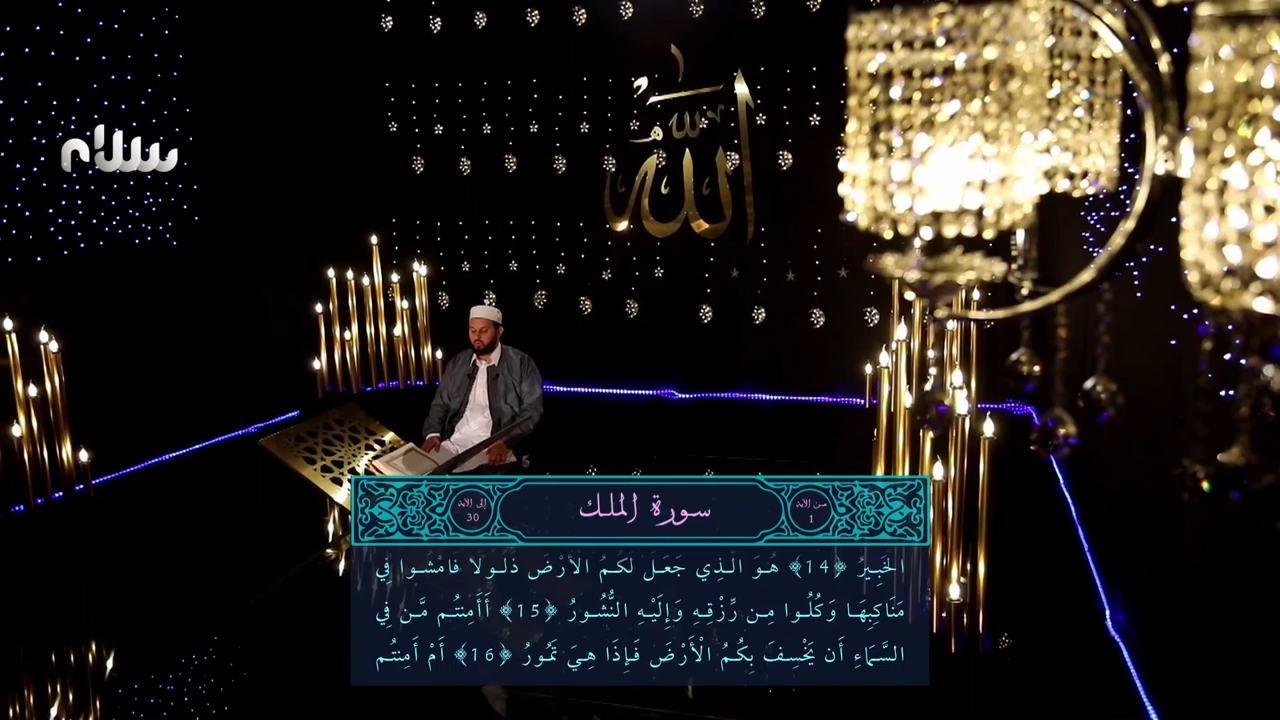 سلام
الله
سورة الملك
من الآية
1
إلى الآية
30
الخَبِيرُ ﴿14﴾ هُوَ الَّذِي جَعَلَ لَكُمُ الأَرْضَ ذَلُولًا فَامْشُوا فِي
مَنَاكِبِهَا وَكُلُوا مِن رِّزْقِهِ وَإِلَيْهِ النُّشُورُ ﴿15﴾ أَأَمِنتُم مَّن فِي
السَّمَاءِ أَن يَخْسِفَ بِكُمُ الْأَرْضَ فَإِذَا هِيَ تَمُورُ ﴿16﴾ أَمْ أَمِنتُم